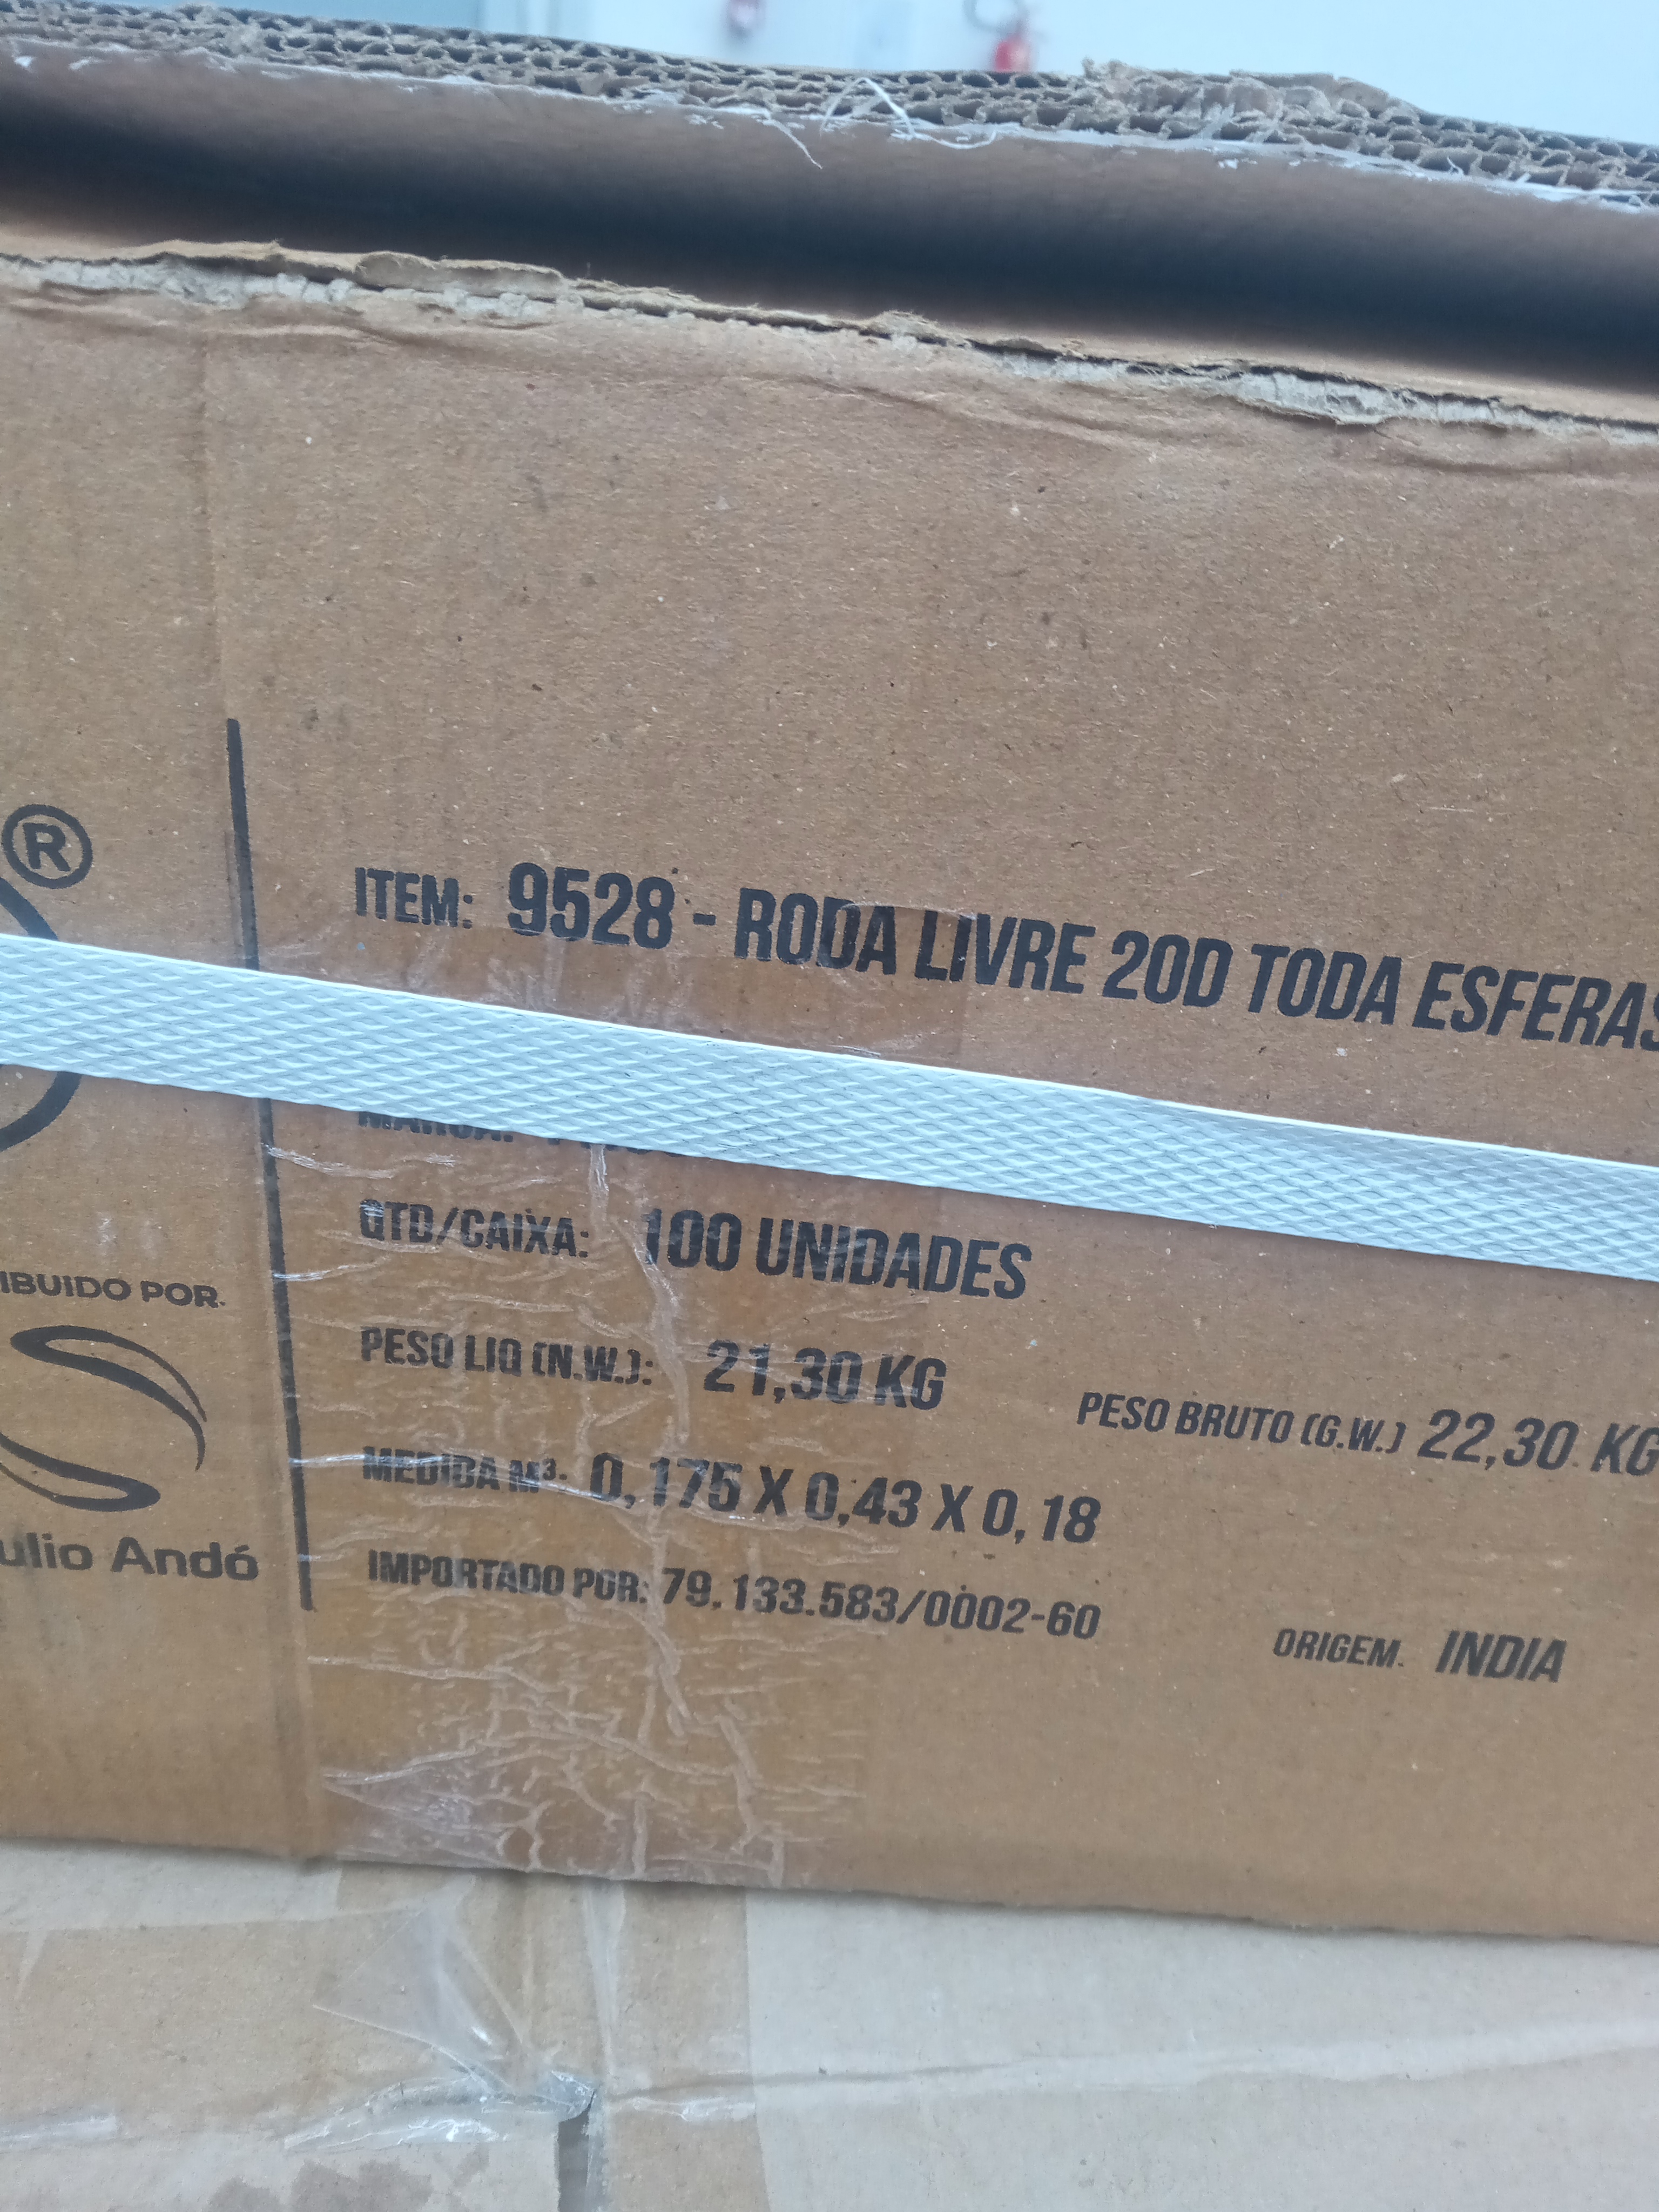 ®
ITEM: 9528 - RODA LIVRE 20D TODA ESFERAS
MARCA:
QTD/CAIXA: 100 UNIDADES
IBUIDO POR.
PESO LIQ (N.W.): 21,30 KG PESO BRUTO (G.W.) 22,30 KG
MEDIDA M³: 0,175 X 0,43 X 0,18
ulio Andó
IMPORTADO POR: 79.133.583/0002-60
ORIGEM. INDIA